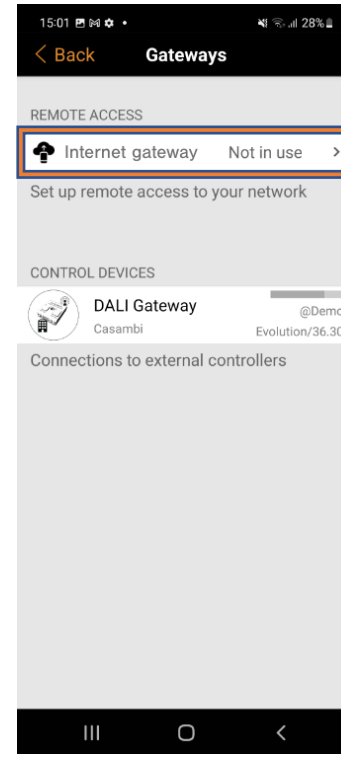 15:01 28%
Back Gateways
REMOTE ACCESS
Internet gateway Not in use
Set up remote access to your network
CONTROL DEVICES
DALI Gateway @Demo
Casambi Evolution/36.30
Connections to external controllers